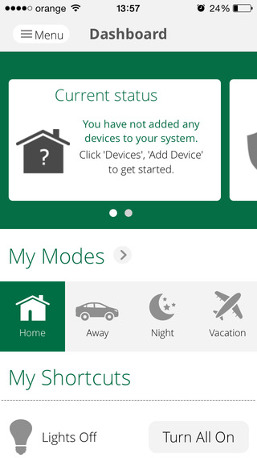 orange 13:57 24%
Menu Dashboard
Current status
?
You have not added any
devices to your system.
Click 'Devices', 'Add Device'
to get started.
My Modes
Home Away Night Vacation
My Shortcuts
Lights Off Turn All On